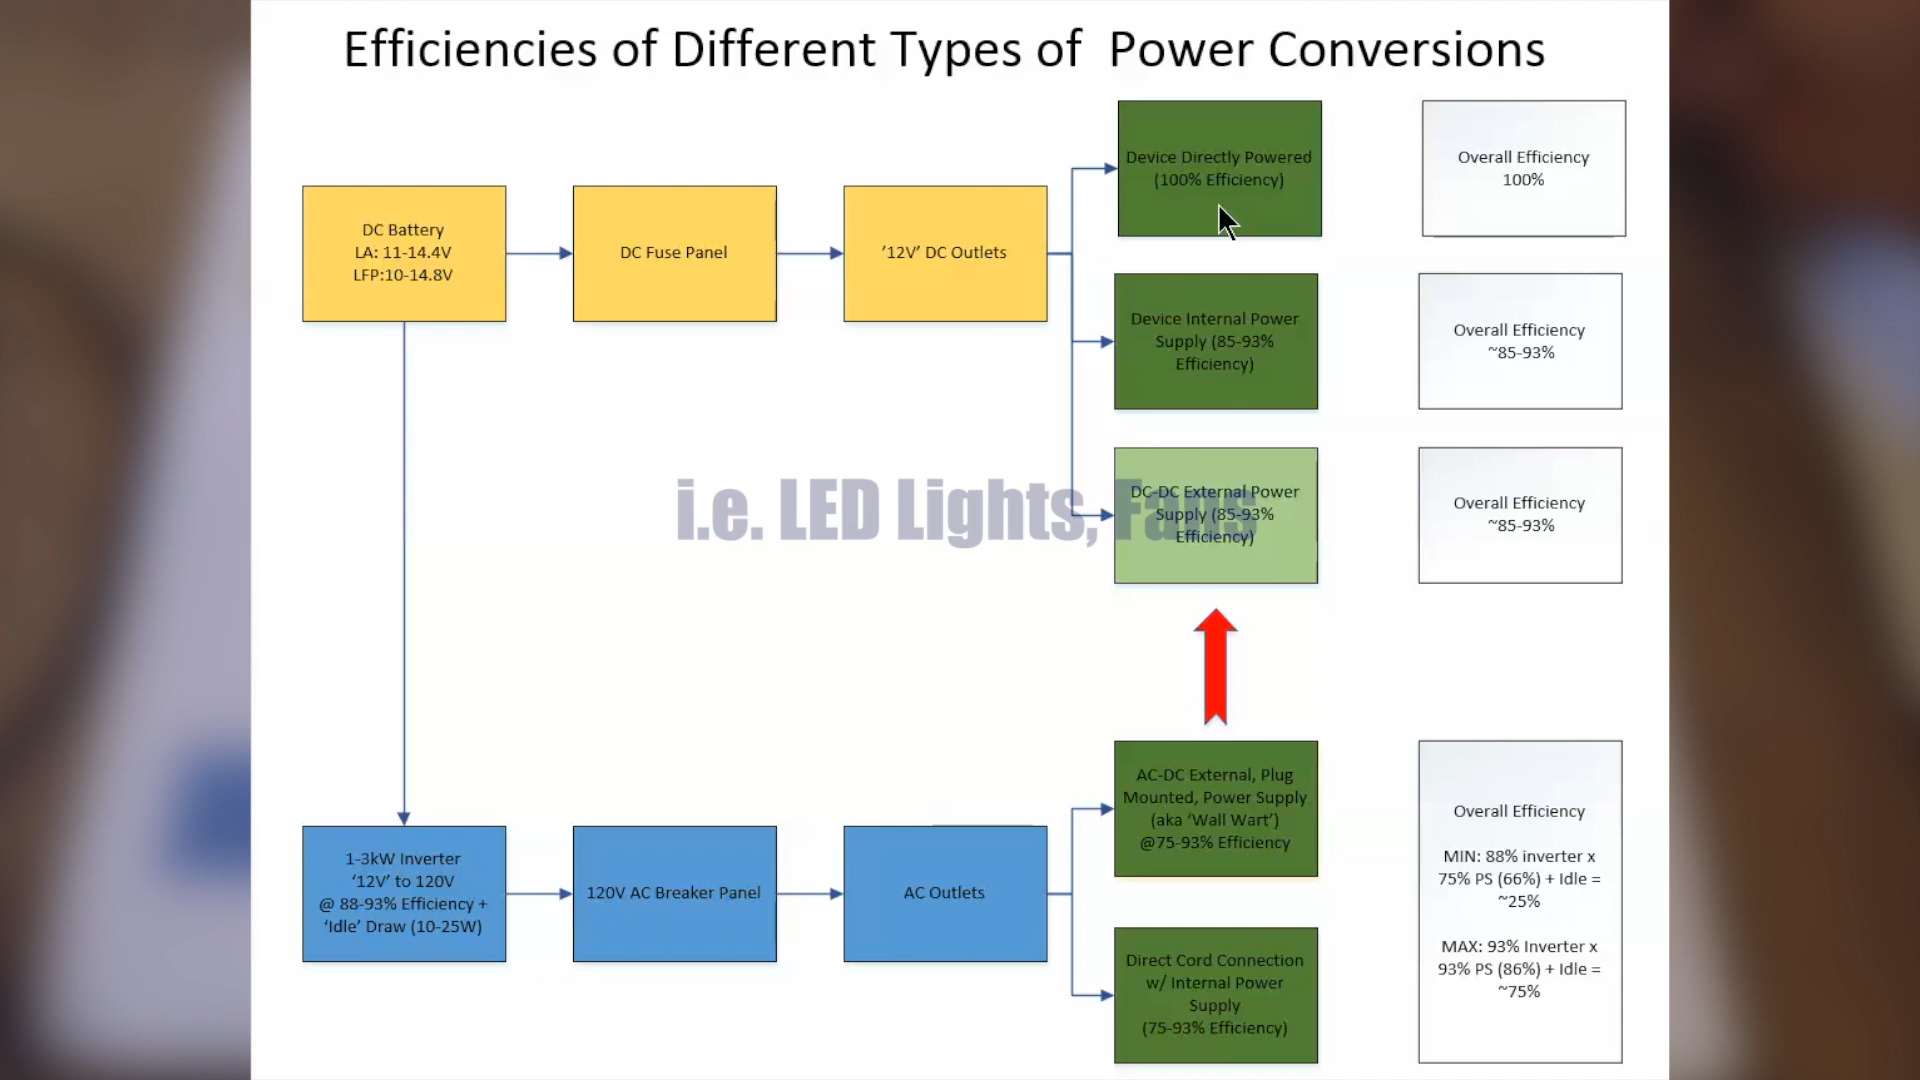 Efficiencies of Different Types of Power Conversions
DC Battery
LA: 11-14.4V
LFP:10-14.8V
DC Fuse Panel
'12V' DC Outlets
Device Directly Powered
(100% Efficiency)
Overall Efficiency
100%
Device Internal Power
Supply (85-93%
Efficiency)
Overall Efficiency
~85-93%
DC-DC External Power
Supply (85-93%
Efficiency)
Overall Efficiency
~85-93%
i.e. LED Lights, Fans
1-3kW Inverter
'12V' to 120V
@ 88-93% Efficiency +
'Idle' Draw (10-25W)
120V AC Breaker Panel
AC Outlets
AC-DC External, Plug
Mounted, Power Supply
(aka 'Wall Wart')
@75-93% Efficiency
Direct Cord Connection
w/ Internal Power
Supply
(75-93% Efficiency)
Overall Efficiency
MIN: 88% inverter x
75% PS (66%) + Idle =
~25%
MAX: 93% Inverter x
93% PS (86%) + Idle =
~75%